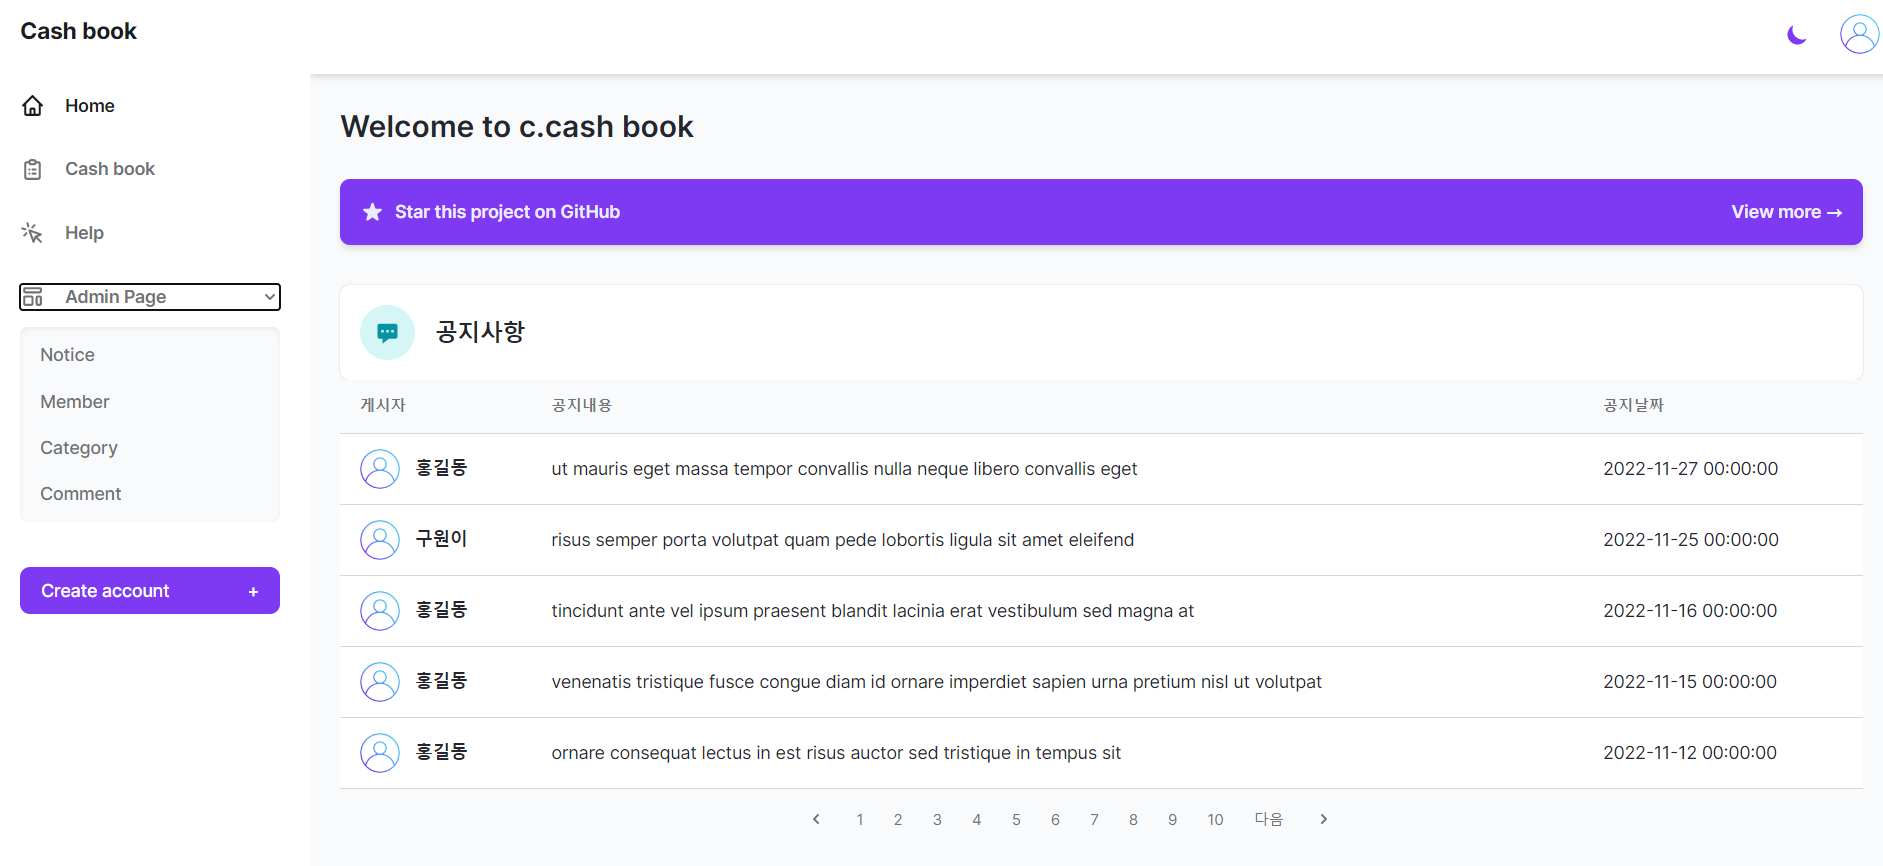 Cash book
Home
Cash book
Help
Admin Page
Notice
Member
Category
Comment
Create account +
Welcome to c.cash book
Star this project on GitHub View more →
공지사항
게시자 공지내용 공지날짜
홍길동 ut mauris eget massa tempor convallis nulla neque libero convallis eget 2022-11-27 00:00:00
구원이 risus semper porta volutpat quam pede lobortis ligula sit amet eleifend 2022-11-25 00:00:00
홍길동 tincidunt ante vel ipsum praesent blandit lacinia erat vestibulum sed magna at 2022-11-16 00:00:00
홍길동 venenatis tristique fusce congue diam id ornare imperdiet sapien urna pretium nisl ut volutpat 2022-11-15 00:00:00
홍길동 ornare consequat lectus in est risus auctor sed tristique in tempus sit 2022-11-12 00:00:00
1 2 3 4 5 6 7 8 9 10 다음